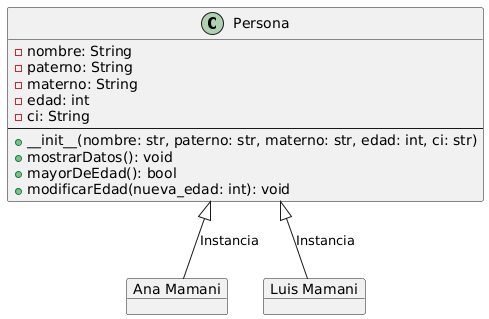 C Persona
nombre: String
paterno: String
materno: String
edad: int
ci: String
__init__(nombre: str, paterno: str, materno: str, edad: int, ci: str)
mostrarDatos(): void
mayorDeEdad(): bool
modificarEdad(nueva_edad: int): void
Instancia
Instancia
Ana Mamani
Luis Mamani